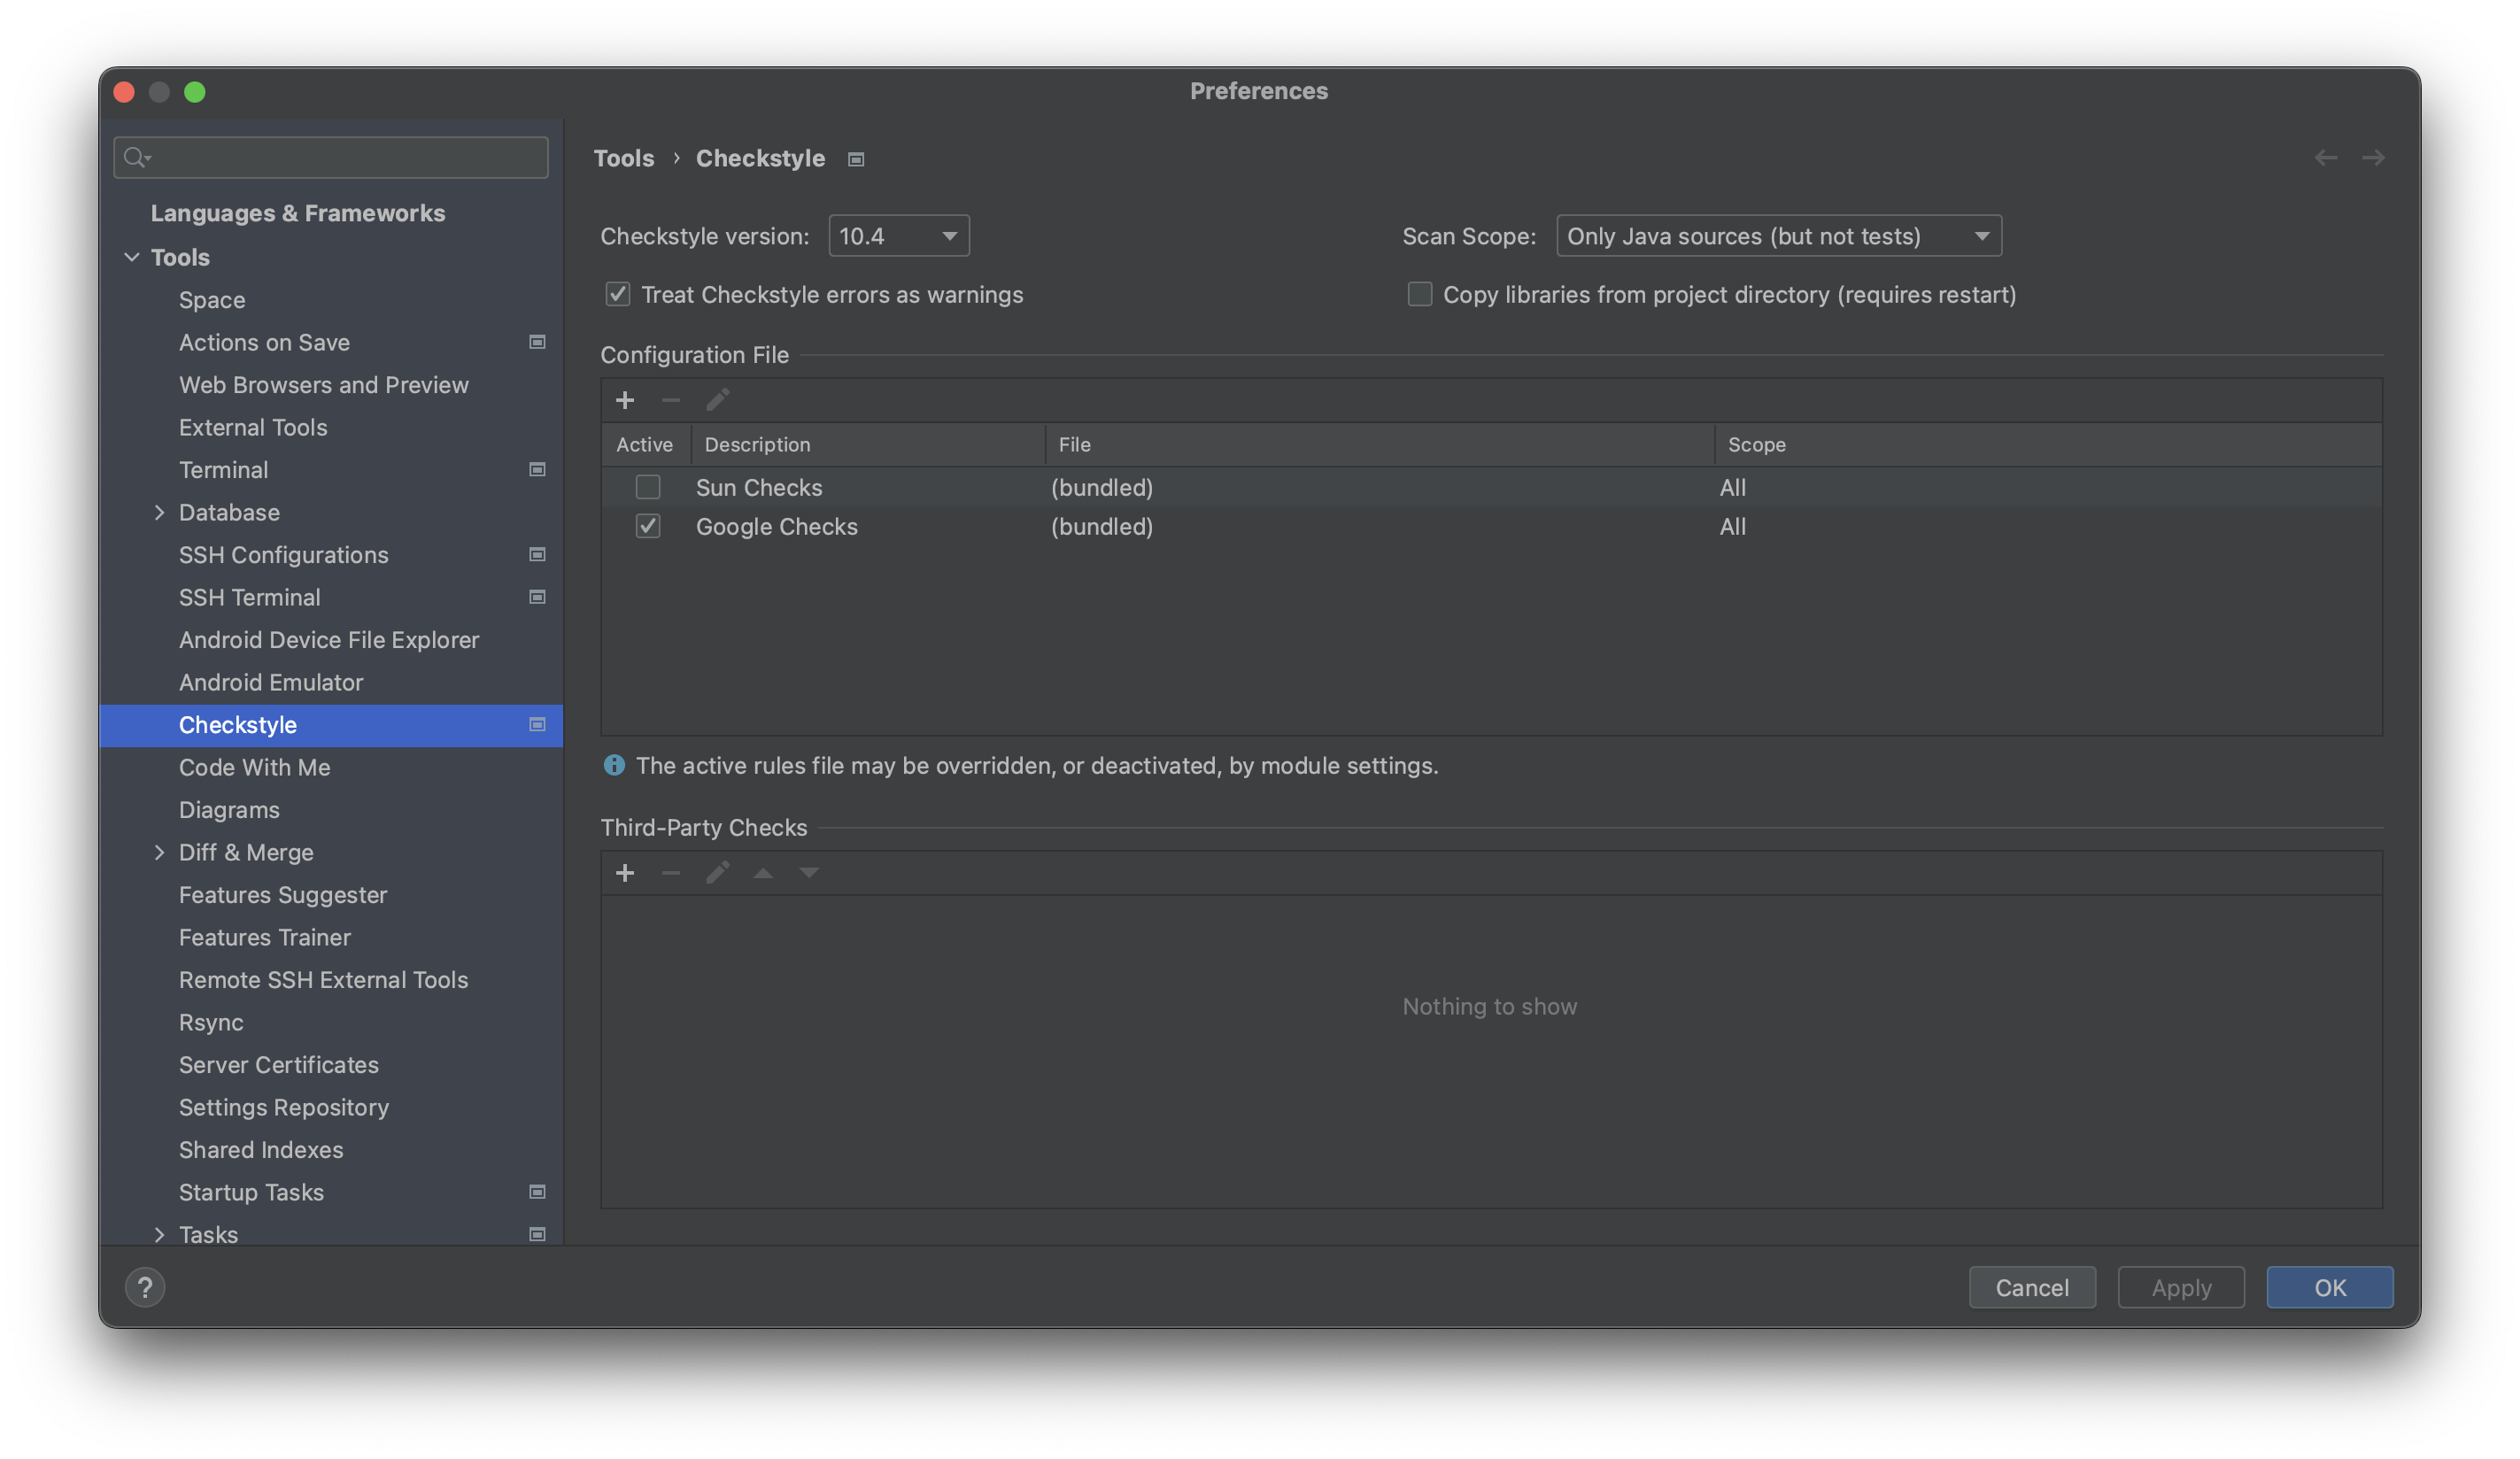 Preferences
Languages & Frameworks
Tools
Space
Actions on Save
Web Browsers and Preview
External Tools
Terminal
Database
SSH Configurations
SSH Terminal
Android Device File Explorer
Android Emulator
Checkstyle
Code With Me
Diagrams
Diff & Merge
Features Suggester
Features Trainer
Remote SSH External Tools
Rsync
Server Certificates
Settings Repository
Shared Indexes
Startup Tasks
Tasks
Tools › Checkstyle
Checkstyle version: 10.4 Scan Scope: Only Java sources (but not tests)
Treat Checkstyle errors as warnings Copy libraries from project directory (requires restart)
Configuration File
Active Description File Scope
Sun Checks (bundled) All
Google Checks (bundled) All
The active rules file may be overridden, or deactivated, by module settings.
Third-Party Checks
Nothing to show
? Cancel Apply OK